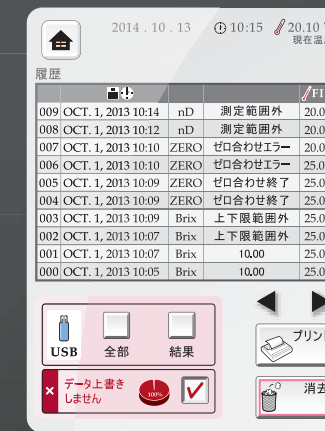 2014 . 10 . 13 10:15 20.10
現在温
履歴
FI
009 OCT. 1, 2013 10:14 nD 測定範囲外 20.0
008 OCT. 1, 2013 10:12 nD 測定範囲外 20.0
007 OCT. 1, 2013 10:10 ZERO ゼロ合わせエラー 20.0
006 OCT. 1, 2013 10:10 ZERO ゼロ合わせエラー 25.0
005 OCT. 1, 2013 10:09 ZERO ゼロ合わせ終了 25.0
004 OCT. 1, 2013 10:09 ZERO ゼロ合わせ終了 25.0
003 OCT. 1, 2013 10:09 Brix 上下限範囲外 25.0
002 OCT. 1, 2013 10:07 Brix 上下限範囲外 25.0
001 OCT. 1, 2013 10:07 Brix 10.00 25.0
000 OCT. 1, 2013 10:05 Brix 10.00 25.0
USB 全部 結果
プリン
データ上書き
しません
100%
消去